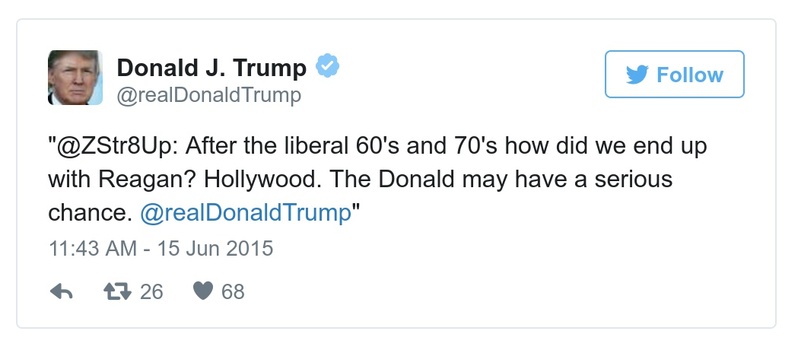 Donald J. Trump
@realDonaldTrump
Follow
"@ZStr8Up: After the liberal 60's and 70's how did we end up
with Reagan? Hollywood. The Donald may have a serious
chance. @realDonaldTrump"
11:43 AM - 15 Jun 2015
26 68